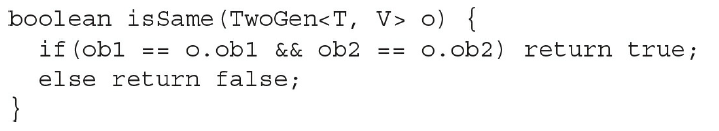 boolean isSame(TwoGen<T, V> o) {
  if(ob1 == o.ob1 && ob2 == o.ob2) return true;
  else return false;
}